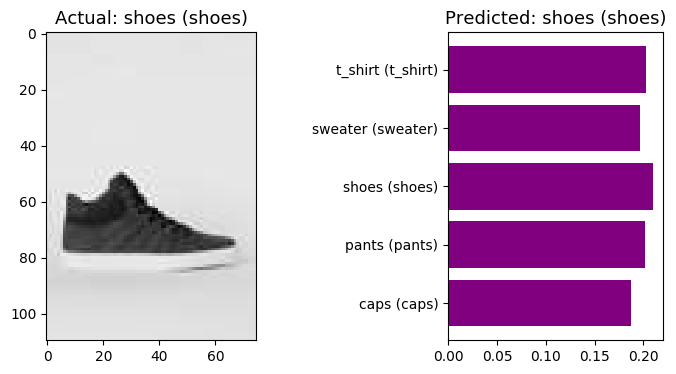 Actual: shoes (shoes)
0
20
40
60
80
100
0 20 40 60
Predicted: shoes (shoes)
t_shirt (t_shirt)
sweater (sweater)
shoes (shoes)
pants (pants)
caps (caps)
0.00 0.05 0.10 0.15 0.20